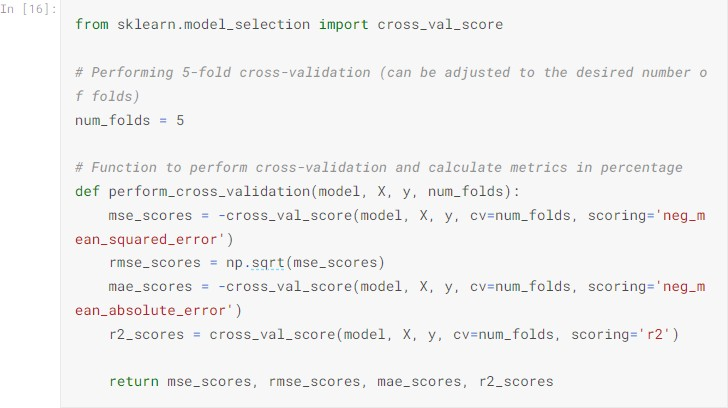 In [16]:
from sklearn.model_selection import cross_val_score

# Performing 5-fold cross-validation (can be adjusted to the desired number o
f folds)
num_folds = 5

# Function to perform cross-validation and calculate metrics in percentage
def perform_cross_validation(model, X, y, num_folds):
    mse_scores = -cross_val_score(model, X, y, cv=num_folds, scoring='neg_m
ean_squared_error')
    rmse_scores = np.sqrt(mse_scores)
    mae_scores = -cross_val_score(model, X, y, cv=num_folds, scoring='neg_m
ean_absolute_error')
    r2_scores = cross_val_score(model, X, y, cv=num_folds, scoring='r2')

    return mse_scores, rmse_scores, mae_scores, r2_scores